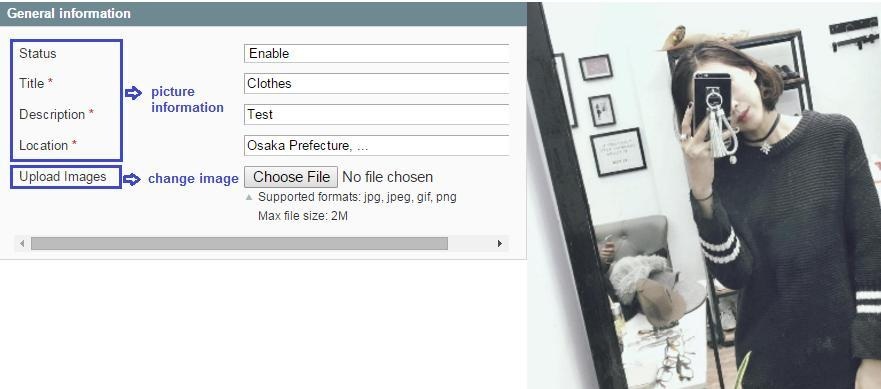 General information
Status
Enable
Title *
Clothes
picture
information
Description *
Test
Location *
Osaka Prefecture, ...
Upload Images
change image
Choose File No file chosen
Supported formats: jpg, jpeg, gif, png
Max file size: 2M